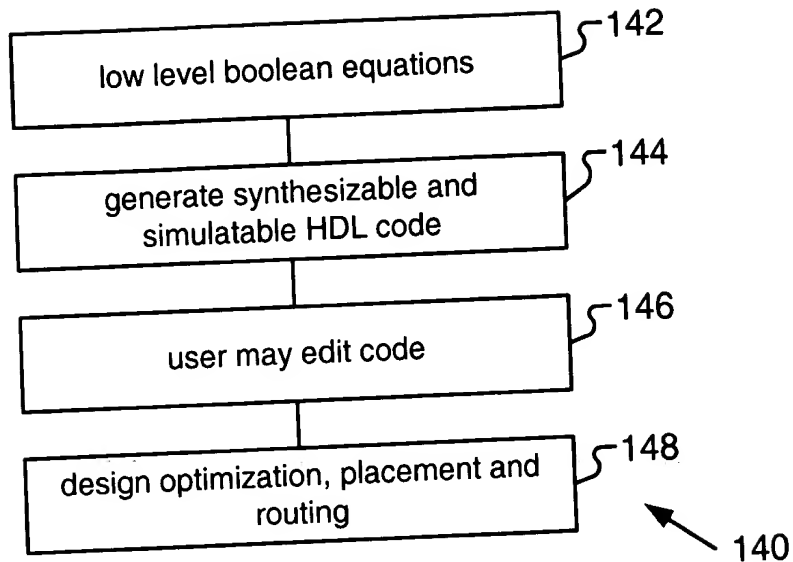 142
low level boolean equations
144
generate synthesizable and
simulatable HDL code
146
user may edit code
148
design optimization, placement and
routing
140